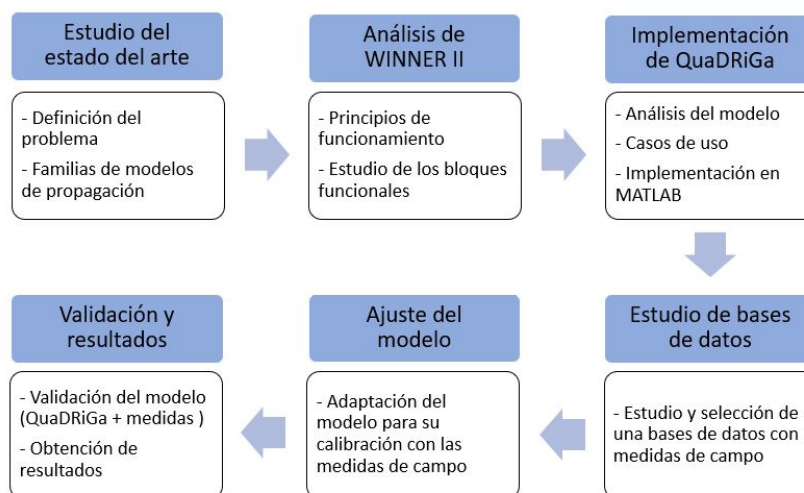 Estudio del
estado del arte
- Definición del
problema
- Familias de modelos
de propagación
Análisis de
WINNER II
- Principios de
funcionamiento
- Estudio de los bloques
funcionales
Implementación
de QuaDRiGa
- Análisis del modelo
- Casos de uso
- Implementación en
MATLAB
Estudio de bases
de datos
- Estudio y selección de
una bases de datos con
medidas de campo
Ajuste del
modelo
- Adaptación del
modelo para su
calibración con las
medidas de campo
Validación y
resultados
- Validación del modelo
(QuaDRiGa + medidas )
- Obtención de
resultados